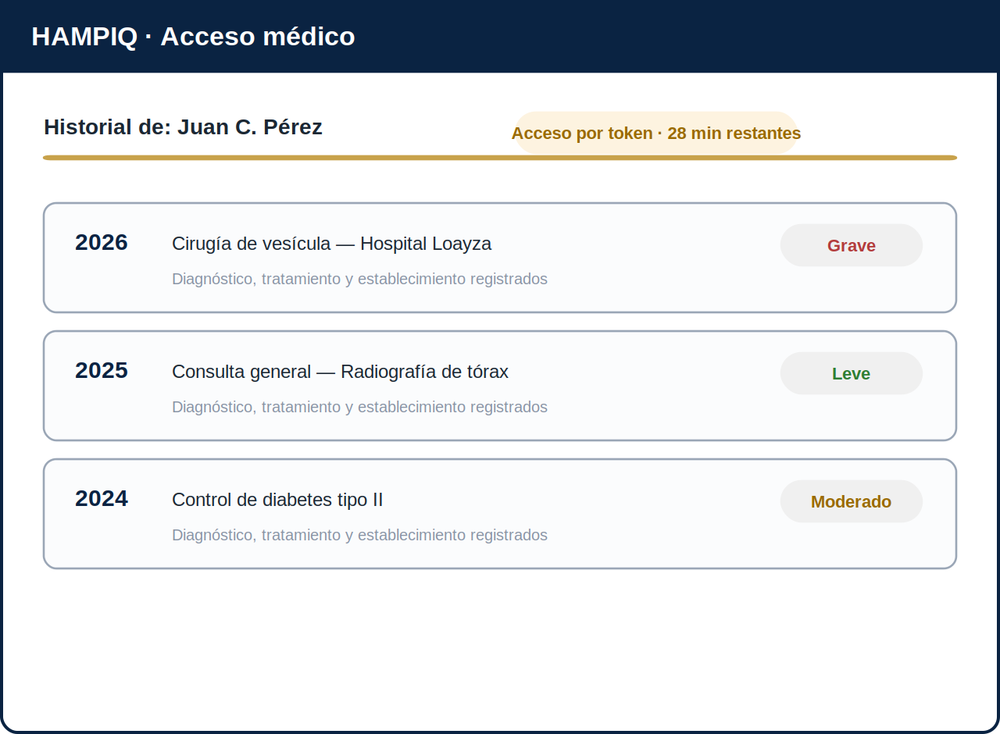 HAMPIQ · Acceso médico
Historial de: Juan C. Pérez
Acceso por token · 28 min restantes
2026
Cirugía de vesícula — Hospital Loayza
Grave
Diagnóstico, tratamiento y establecimiento registrados
2025
Consulta general — Radiografía de tórax
Leve
Diagnóstico, tratamiento y establecimiento registrados
2024
Control de diabetes tipo II
Moderado
Diagnóstico, tratamiento y establecimiento registrados